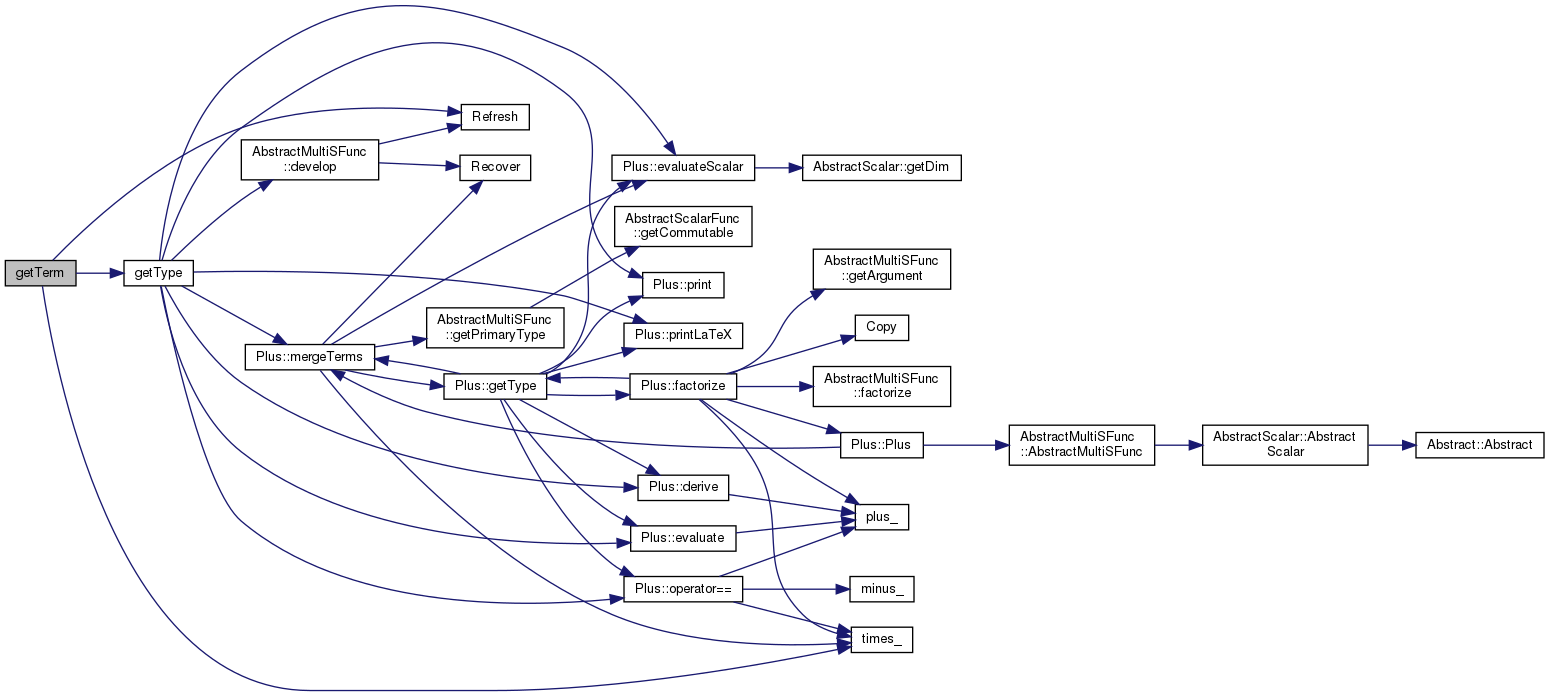 getTerm
getType
AbstractMultiSFunc
::develop
Plus::mergeTerms
Refresh
Recover
AbstractMultiSFunc
::getPrimaryType
Plus::getType
Plus::evaluateScalar
AbstractScalarFunc
::getCommutable
Plus::print
Plus::printLaTeX
Plus::factorize
Plus::derive
Plus::evaluate
Plus::operator==
AbstractScalar::getDim
AbstractMultiSFunc
::getArgument
Copy
AbstractMultiSFunc
::factorize
Plus::Plus
plus_
minus_
times_
AbstractMultiSFunc
::AbstractMultiSFunc
AbstractScalar::Abstract
Scalar
Abstract::Abstract